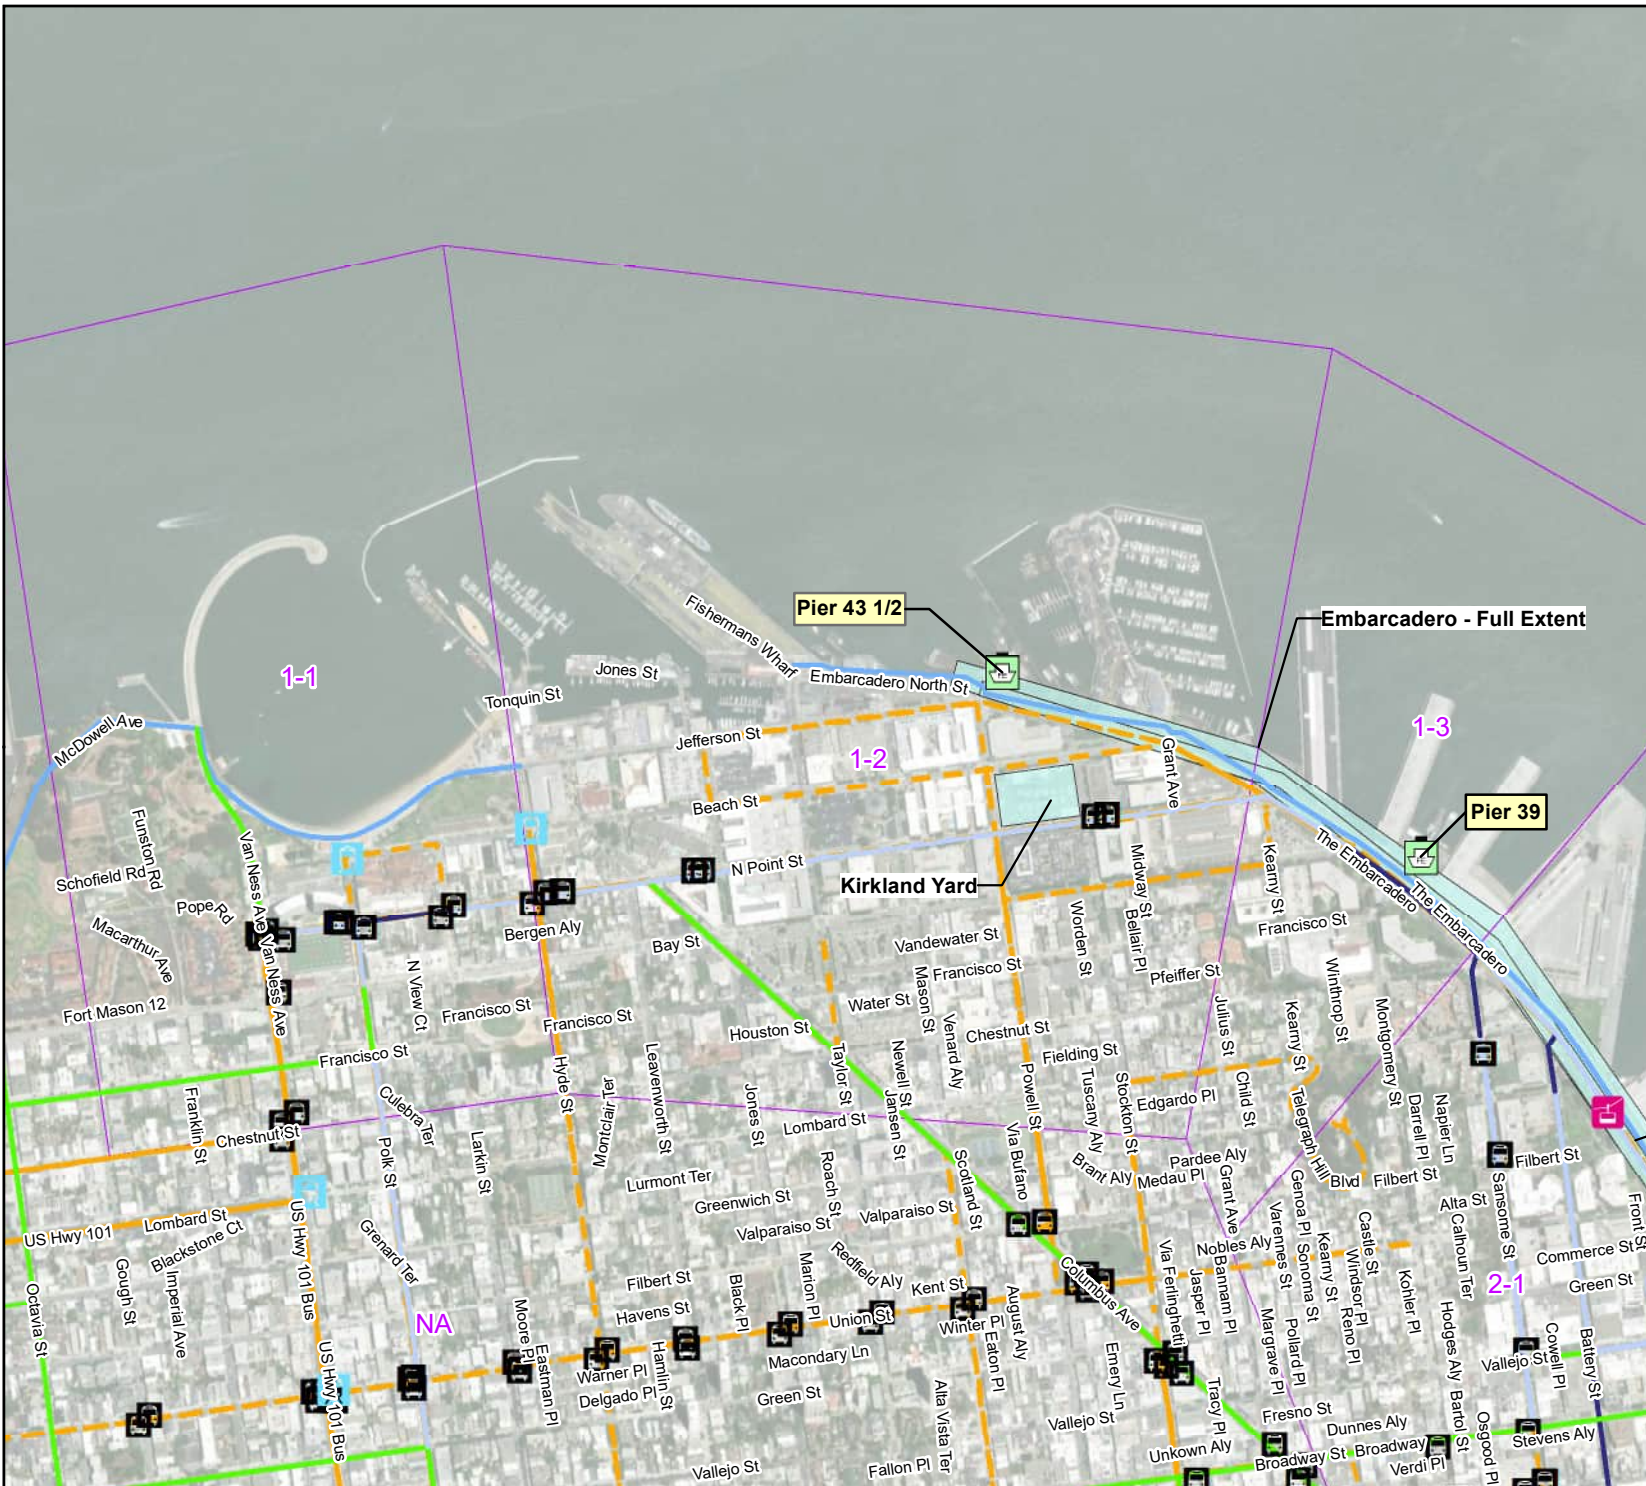 Pier 43 1/2
Embarcadero - Full Extent
Fishermans Wharf
Jones St
Embarcadero North St
1-1
Tonquin St
McDowell Ave
Jefferson St
1-2
1-3
Grant Ave
Beach St
Pier 39
Funston Rd
Schofield Rd
Van Ness Ave
Van Ness Ave
N Point St
Kirkland Yard
The Embarcadero
The Embarcadero
Midway St
Kearny St
Pope Rd
Macarthur Ave
Bergen Aly
Bay St
Vandewater St
Worden St
Bellair Pl
Francisco St
Fort Mason 12
N View Ct
Francisco St
Francisco St
Francisco St
Mason St
Water St
Pfeiffer St
Winthrop St
Julius St
Kearny St
Montgomery St
Houston St
Chestnut St
Venard Aly
Fielding St
Francisco St
Hyde St
Leavenworth St
Taylor St
Newell St
Jansen St
Powell St
Tuscany Aly
Stockton St
Edgardo Pl
Child St
Telegraph Hill
Blvd
Darrell Pl
Napier Ln
Franklin St
Chestnut St
Culebra Ter
Montclair Ter
Jones St
Lombard St
Polk St
Larkin St
Lurmont Ter
Greenwich St
Roach St
Via Bufano
Scotland St
Brant Aly
Pardee Aly
Medau Pl
Grant Ave
Filbert St
Filbert St
Sansome St
US Hwy 101
Lombard St
Blackstone Ct
US Hwy 101 Bus
Grenard Ter
Valparaiso St
Valparaiso St
Genoa Pl
Varennes St
Sonoma St
Castle St
Alta St
Calhoun Ter
Front St
Commerce St
Green St
2-1
Nobles Aly
Bannam Pl
Jasper Pl
Via Ferlinghetti
Kearny St
Windsor Pl
Reno Pl
Kohler Pl
Gough St
Imperial Ave
Octavia St
NA
Filbert St
Havens St
Black Pl
Marion Pl
Redfield Aly
Kent St
Union St
Winter Pl
August Aly
Eaton Pl
Columbus Ave
Margrave Pl
Pollard Pl
Hodges Aly
Cowell Pl
Battery St
Vallejo St
US Hwy 101 Bus
Moore Pl
Eastman Pl
Warner Pl
Delgado Pl
Hamlin St
Macondary Ln
Green St
Alta Vista Ter
Emery Ln
Vallejo St
Tracy Pl
Fresno St
Dunnes Aly
Bartol St
Osgood Pl
Stevens Aly
Vallejo St
Fallon Pl
Unkown Aly
Broadway St
Broadway
Verdi Pl